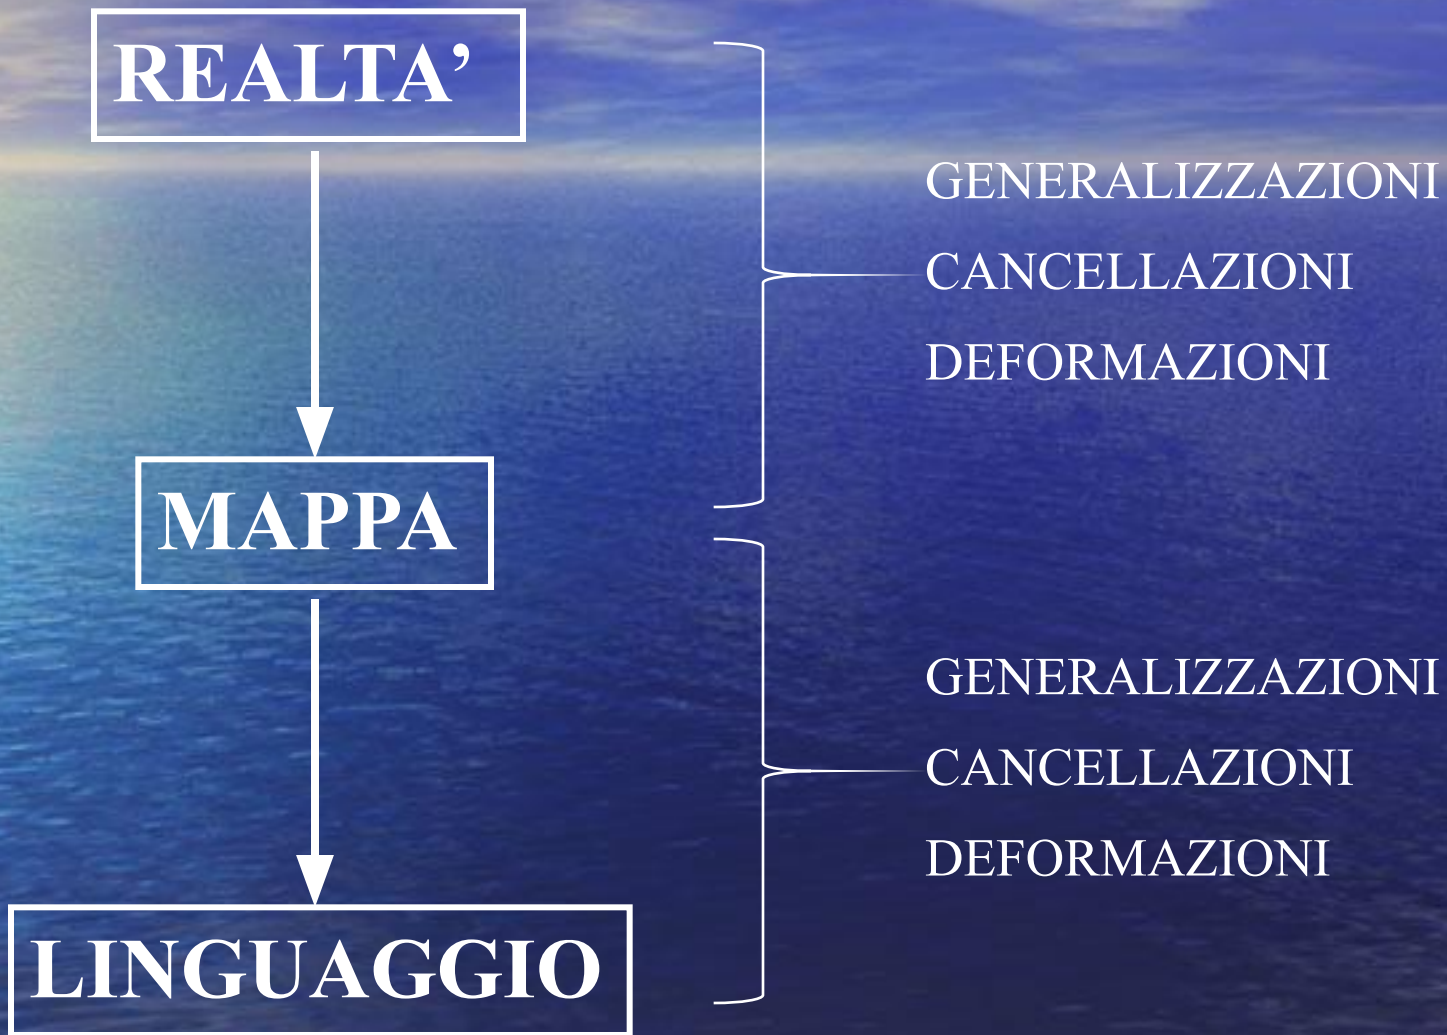 REALTA’
GENERALIZZAZIONI
CANCELLAZIONI
DEFORMAZIONI
MAPPA
GENERALIZZAZIONI
CANCELLAZIONI
DEFORMAZIONI
LINGUAGGIO